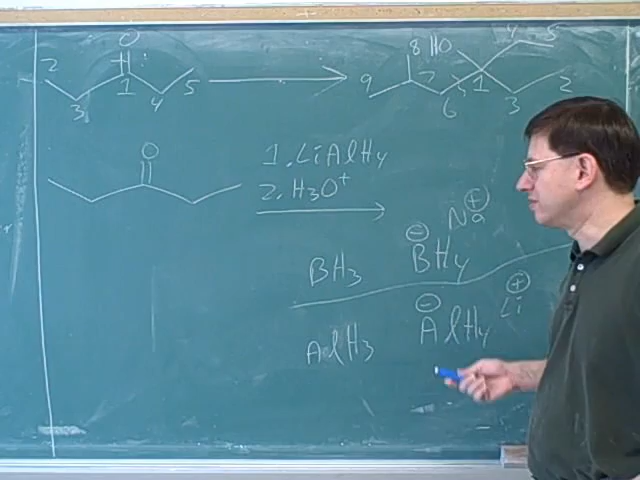 O
2 3 1 4 5
8 HO 4 5
9 7 6 5 1 3 2
O
1. LiAlH4
2. H3O+
BH3 ⊖BH4 Na⊕
AlH3 ⊖AlH4 Li⊕